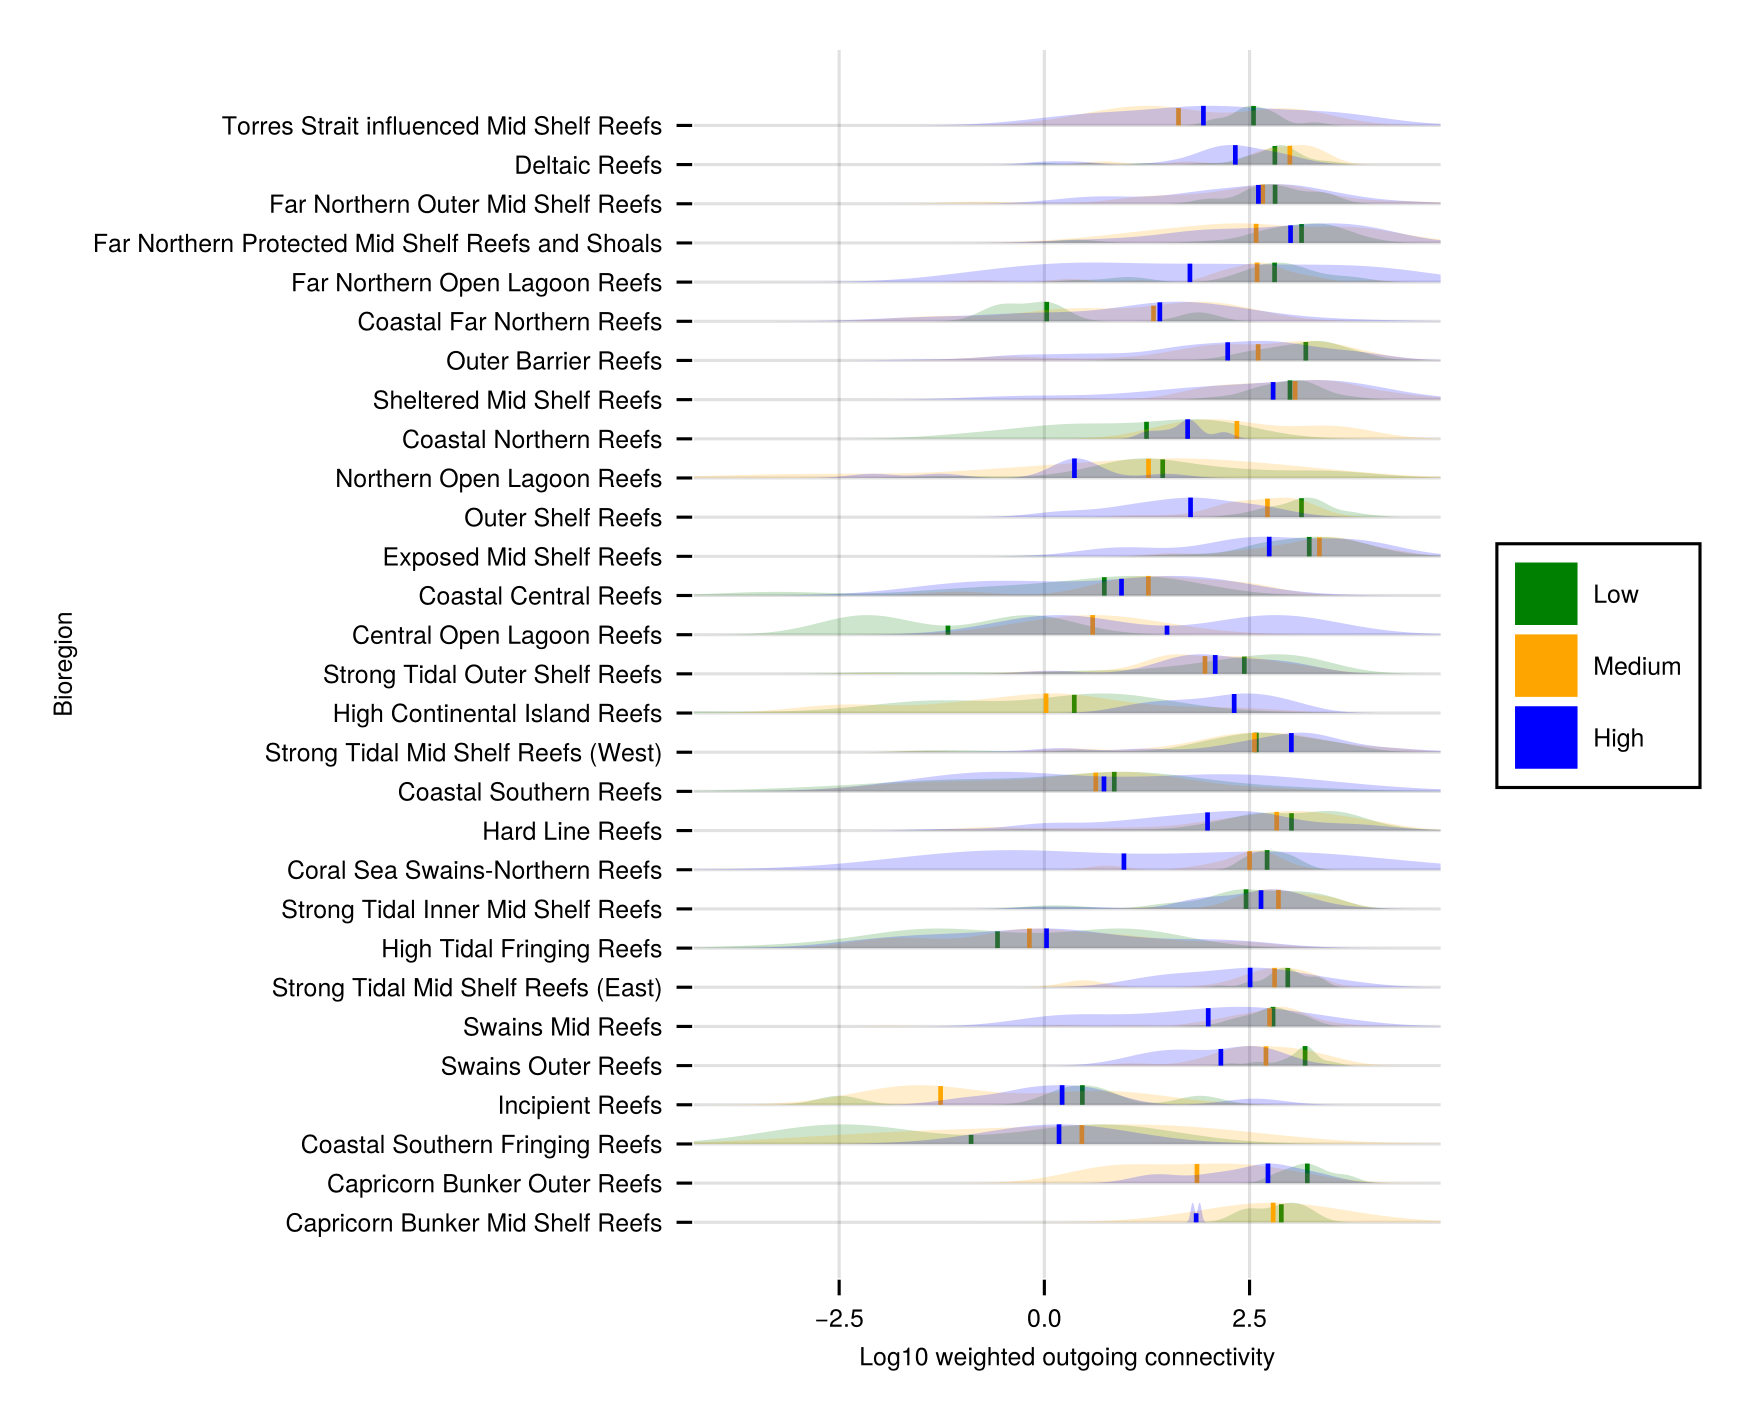 Torres Strait influenced Mid Shelf Reefs
Deltaic Reefs
Far Northern Outer Mid Shelf Reefs
Far Northern Protected Mid Shelf Reefs and Shoals
Far Northern Open Lagoon Reefs
Coastal Far Northern Reefs
Outer Barrier Reefs
Sheltered Mid Shelf Reefs
Coastal Northern Reefs
Northern Open Lagoon Reefs
Outer Shelf Reefs
Exposed Mid Shelf Reefs
Coastal Central Reefs
Central Open Lagoon Reefs
Strong Tidal Outer Shelf Reefs
High Continental Island Reefs
Strong Tidal Mid Shelf Reefs (West)
Coastal Southern Reefs
Hard Line Reefs
Coral Sea Swains-Northern Reefs
Strong Tidal Inner Mid Shelf Reefs
High Tidal Fringing Reefs
Strong Tidal Mid Shelf Reefs (East)
Swains Mid Reefs
Swains Outer Reefs
Incipient Reefs
Coastal Southern Fringing Reefs
Capricorn Bunker Outer Reefs
Capricorn Bunker Mid Shelf Reefs
Bioregion
−2.5 0.0 2.5
Log10 weighted outgoing connectivity
Low
Medium
High